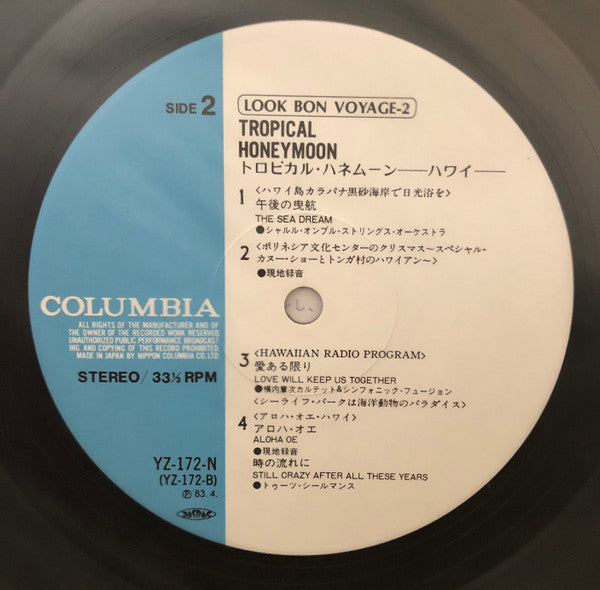 SIDE 2
LOOK BON VOYAGE-2
TROPICAL
HONEYMOON
トロピカル・ハネムーン——ハワイ——
1 〈ハワイ島カラパナ黒砂海岸で日光浴を〉
午後の曳航
THE SEA DREAM
●シャルル・オンブル・ストリングス・オーケストラ
2 〈ポリネシア文化センターのクリスマス〜スペシャル・
カヌー・ショーとトンガ村のハワイアン〜〉
●現地録音
3 〈HAWAIIAN RADIO PROGRAM〉
愛ある限り
LOVE WILL KEEP US TOGETHER
●横内章次カルテット&シンフォニック・フュージョン
〈シーライフ・パークは海洋動物のパラダイス〉
4 〈アロハ・オエ・ハワイ〉
アロハ・オエ
ALOHA OE
●現地録音
時の流れに
STILL CRAZY AFTER ALL THESE YEARS
●トゥーツ・シールマンス
COLUMBIA
ALL RIGHTS OF THE MANUFACTURER AND OF
THE OWNER OF THE RECORDED WORK RESERVED,
UNAUTHORIZED PUBLIC PERFORMANCE BROADCAST
ING AND COPYING OF THIS RECORD PROHIBITED.
MADE IN JAPAN BY NIPPON COLUMBIA CO.LTD.
STEREO/33⅓ RPM
YZ-172-N
(YZ-172-B)
Ⓟ83.4.